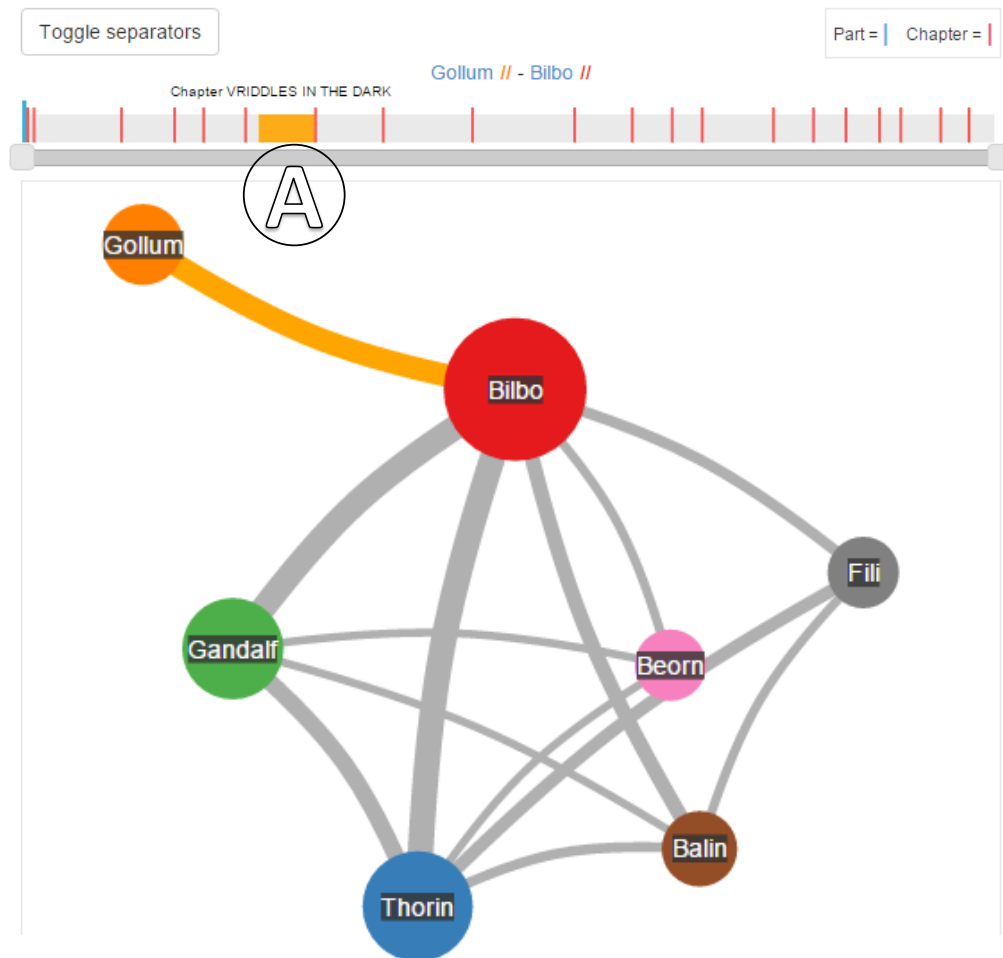 Toggle separators
Part = | Chapter = |
Gollum // - Bilbo //
Chapter VRIDDLES IN THE DARK
A
Gollum
Bilbo
Fili
Gandalf
Beorn
Balin
Thorin